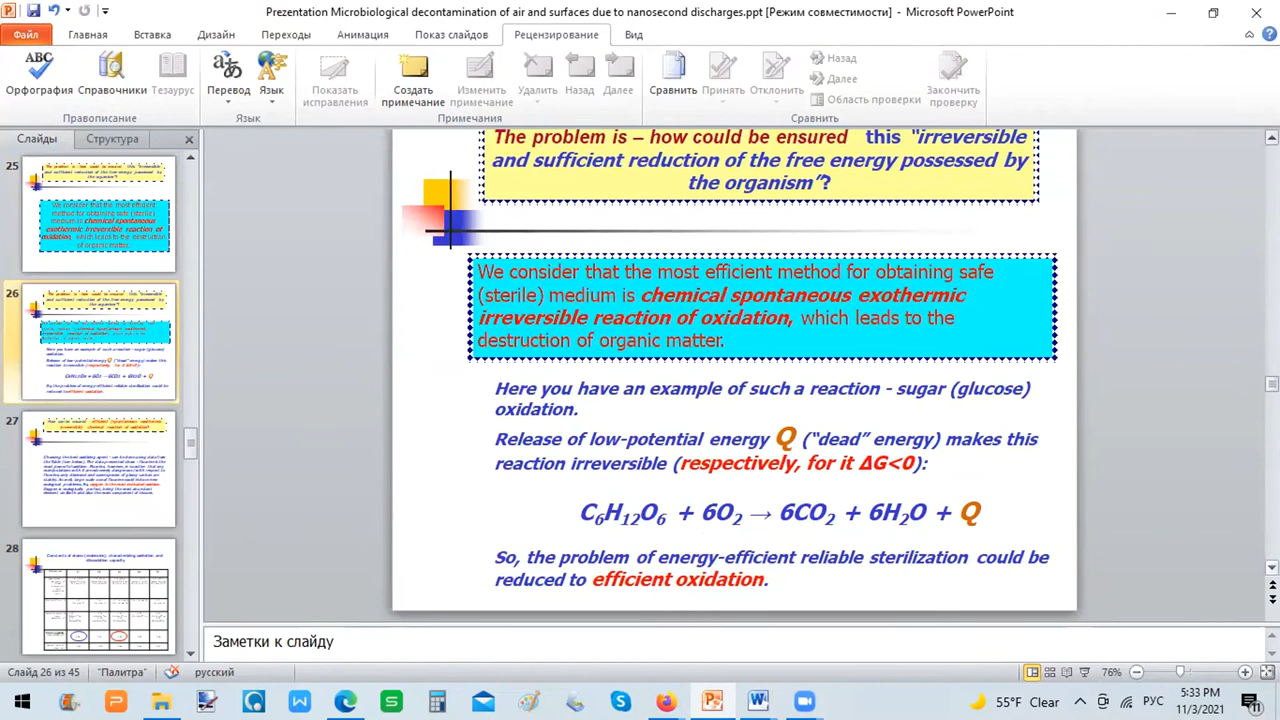 Prezentation Microbiological decontamination of air and surfaces due to nanosecond discharges.ppt [Режим совместимости] - Microsoft PowerPoint
Файл Главная Вставка Дизайн Переходы Анимация Показ слайдов Рецензирование Вид
ABC
Орфография Справочники Тезаурус
Правописание
Перевод Язык
Язык
Показать исправления
Создать примечание
Изменить примечание
Удалить Назад Далее
Примечания
Сравнить Принять Отклонить
Назад
Далее
Область проверки
Сравнить
Закончить проверку
Слайды Структура
25
26
27
28
The problem is – how could be ensured this “irreversible
and sufficient reduction of the free energy possessed by
the organism”?
We consider that the most efficient method for obtaining safe
(sterile) medium is chemical spontaneous exothermic
irreversible reaction of oxidation, which leads to the
destruction of organic matter.
Here you have an example of such a reaction - sugar (glucose)
oxidation.
Release of low-potential energy Q (“dead” energy) makes this
reaction irreversible (respectively, for it ΔG<0):
C₆H₁₂O₆ + 6O₂ → 6CO₂ + 6H₂O + Q
So, the problem of energy-efficient reliable sterilization could be
reduced to efficient oxidation.
Заметки к слайду
Слайд 26 из 45 "Палитра" русский 76%
55°F Clear РУС 5:33 PM
11/3/2021